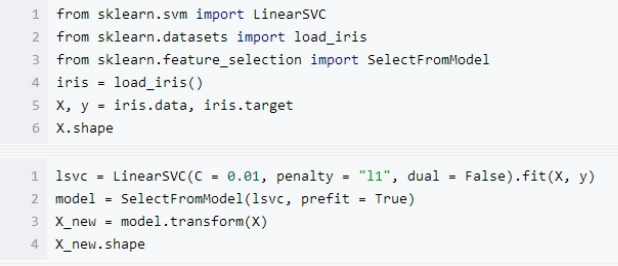 1 from sklearn.svm import LinearSVC
2 from sklearn.datasets import load_iris
3 from sklearn.feature_selection import SelectFromModel
4 iris = load_iris()
5 X, y = iris.data, iris.target
6 X.shape
1 lsvc = LinearSVC(C = 0.01, penalty = "l1", dual = False).fit(X, y)
2 model = SelectFromModel(lsvc, prefit = True)
3 X_new = model.transform(X)
4 X_new.shape